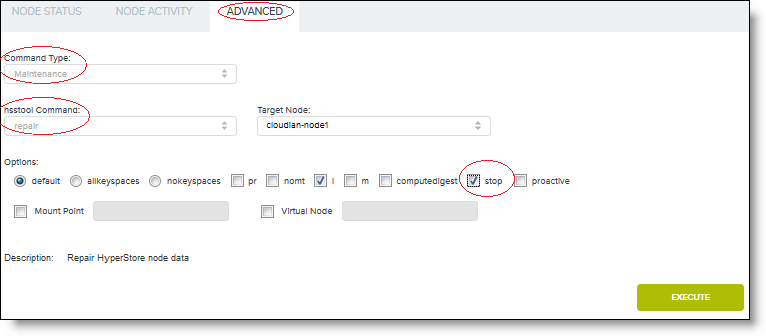 NODE STATUS NODE ACTIVITY ADVANCED
Command Type:
Maintenance
hsstool Command: Target Node:
repair cloudian-node1
Options:
default allkeyspaces nokeyspaces pr nomt l m computedigest stop proactive
Mount Point Virtual Node
Description: Repair HyperStore node data
EXECUTE